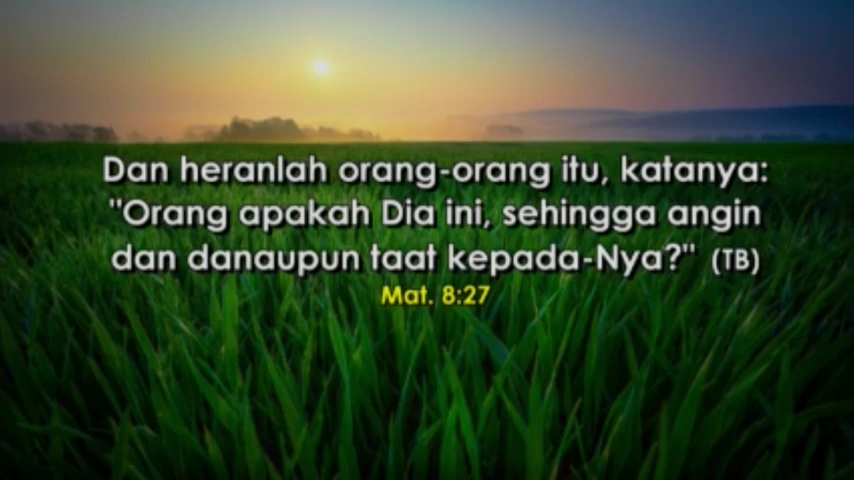 Dan heranlah orang-orang itu, katanya:
"Orang apakah Dia ini, sehingga angin
dan danaupun taat kepada-Nya?" (TB)
Mat. 8:27